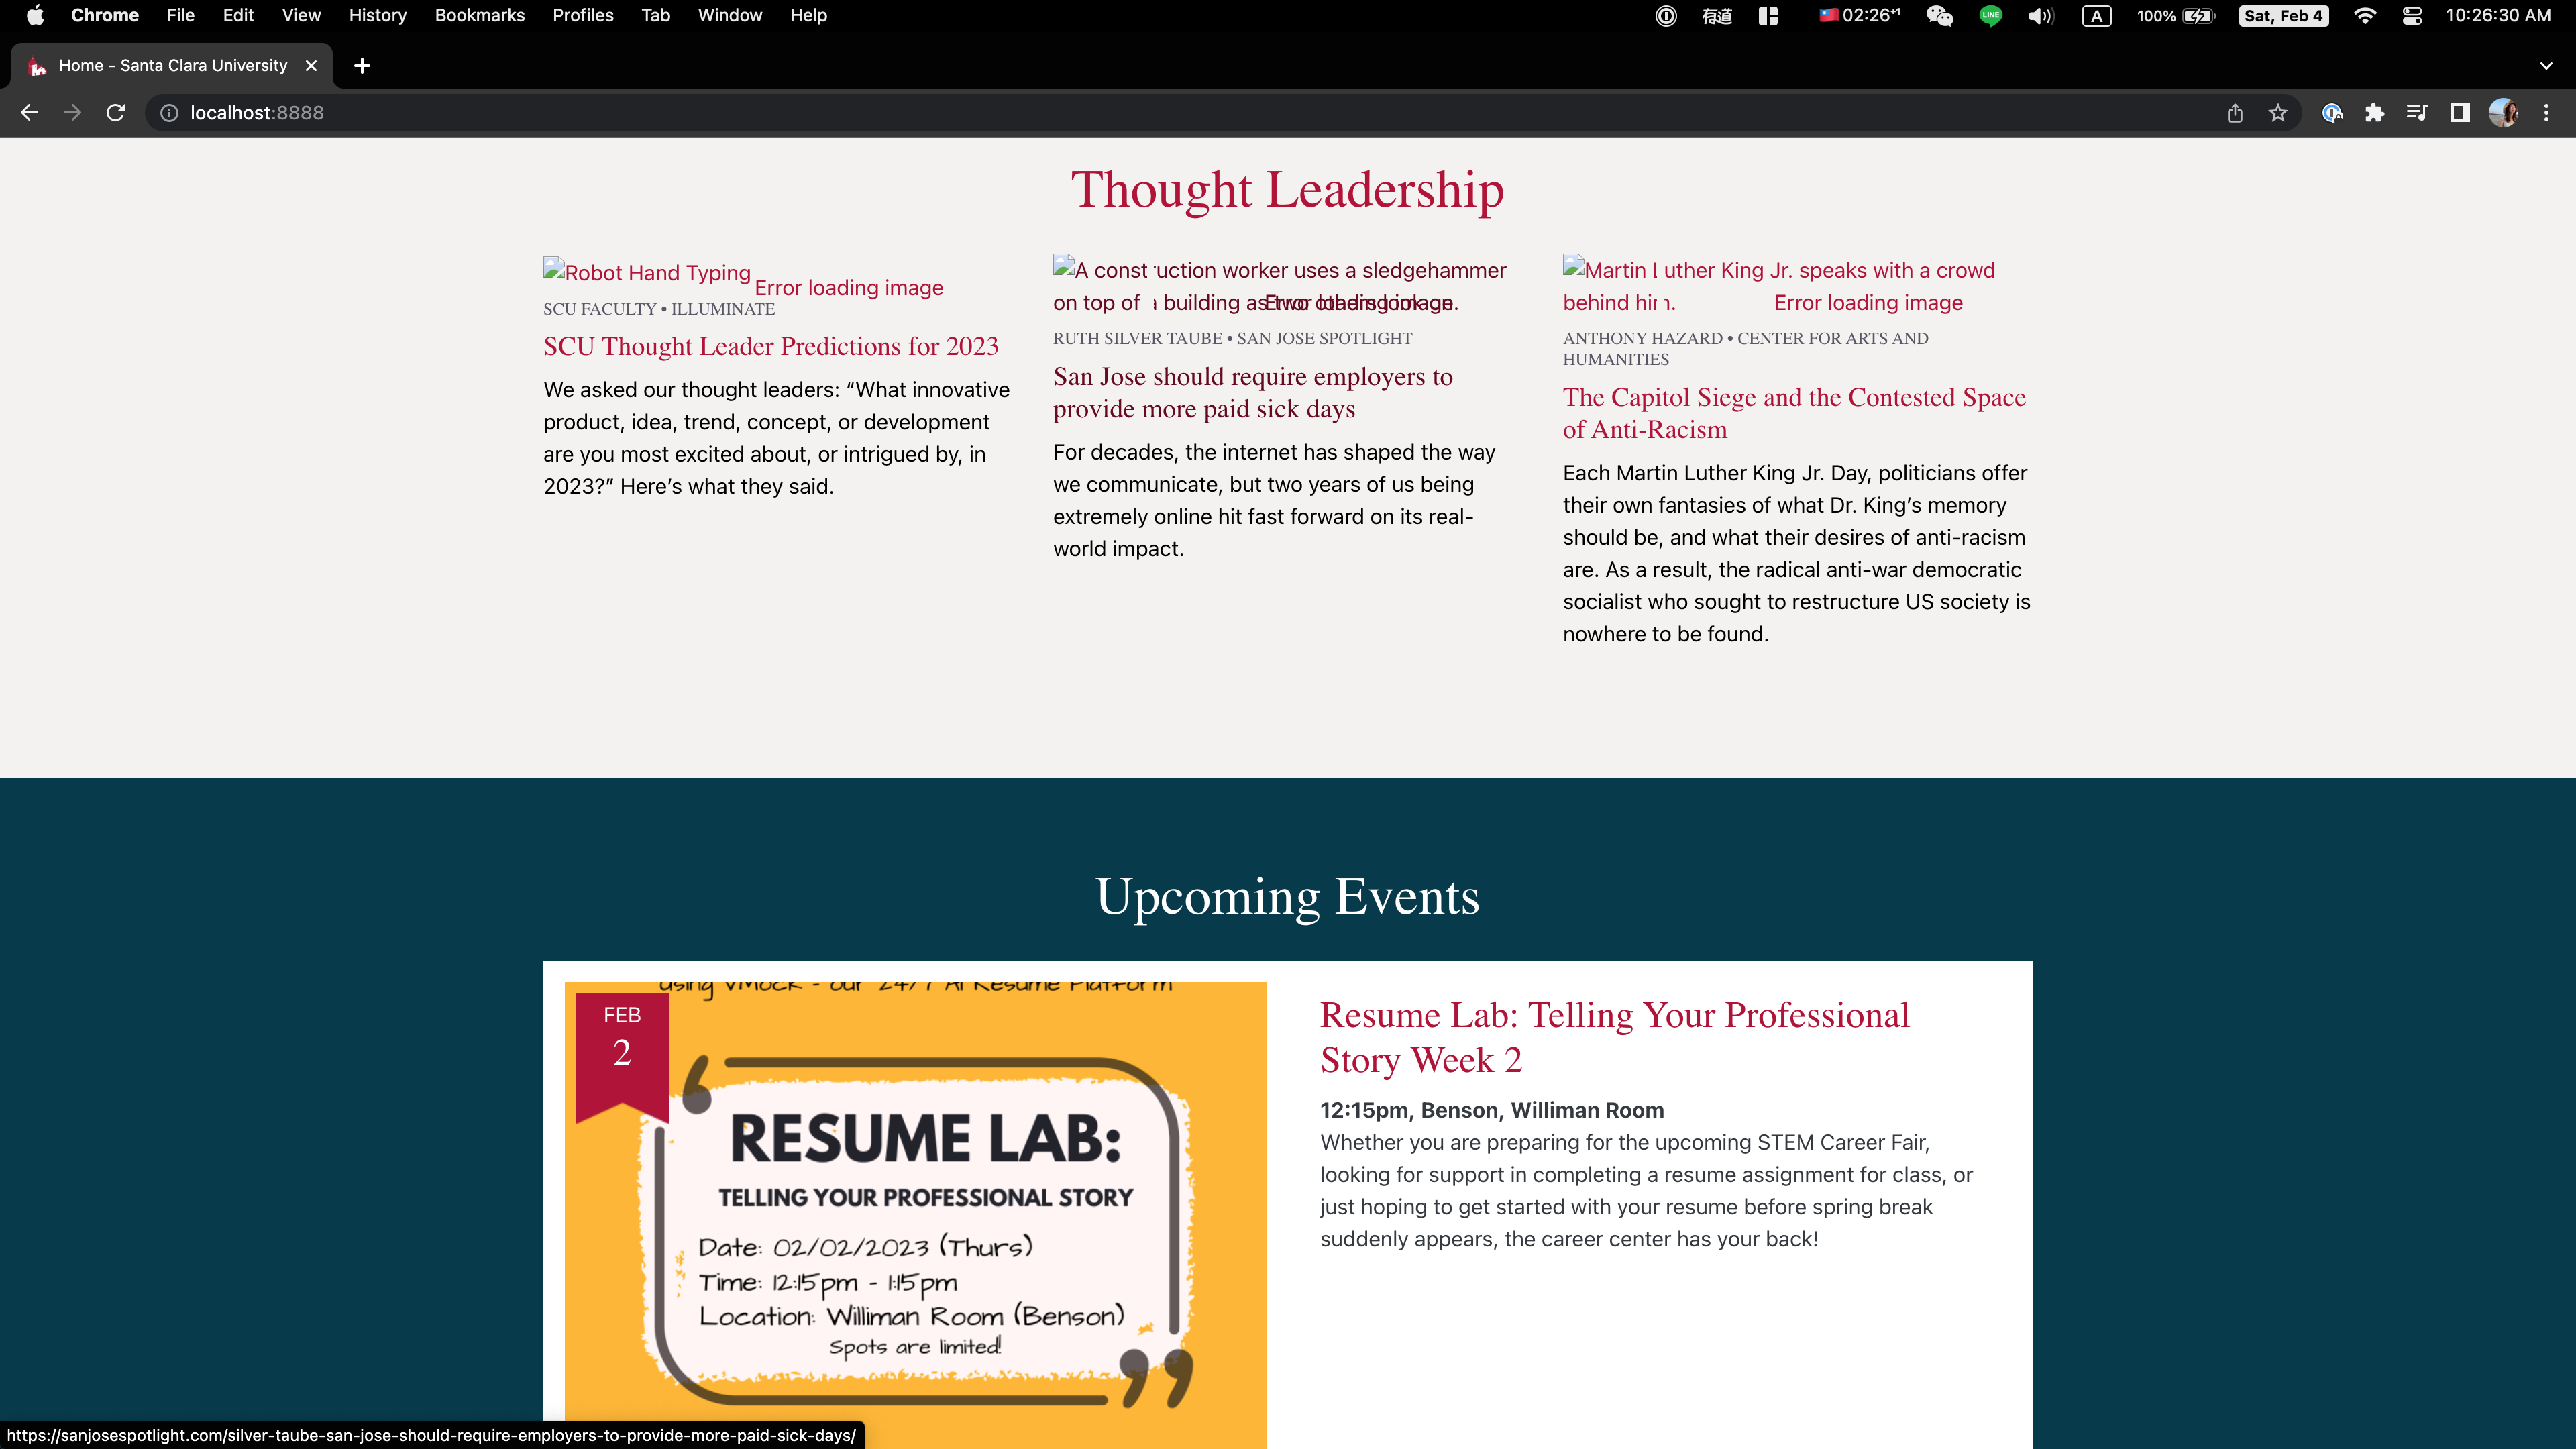 Chrome File Edit View History Bookmarks Profiles Tab Window Help
有道 02:26+1 LINE A 100% Sat, Feb 4 10:26:30 AM
Home - Santa Clara University
localhost:8888
Thought Leadership
Robot Hand Typing
Error loading image
SCU FACULTY • ILLUMINATE
SCU Thought Leader Predictions for 2023
We asked our thought leaders: “What innovative
product, idea, trend, concept, or development
are you most excited about, or intrigued by, in
2023?” Here’s what they said.
A construction worker uses a sledgehammer
on top of a building as two others look on.
Error loading image
RUTH SILVER TAUBE • SAN JOSE SPOTLIGHT
San Jose should require employers to
provide more paid sick days
For decades, the internet has shaped the way
we communicate, but two years of us being
extremely online hit fast forward on its real-
world impact.
Martin Luther King Jr. speaks with a crowd
behind him.
Error loading image
ANTHONY HAZARD • CENTER FOR ARTS AND
HUMANITIES
The Capitol Siege and the Contested Space
of Anti-Racism
Each Martin Luther King Jr. Day, politicians offer
their own fantasies of what Dr. King’s memory
should be, and what their desires of anti-racism
are. As a result, the radical anti-war democratic
socialist who sought to restructure US society is
nowhere to be found.
Upcoming Events
using VMock - our 24/7 AI Resume Platform
FEB
2
RESUME LAB:
TELLING YOUR PROFESSIONAL STORY
Date: 02/02/2023 (Thurs)
Time: 12:15pm - 1:15pm
Location: Williman Room (Benson)
Spots are limited!
Resume Lab: Telling Your Professional
Story Week 2
12:15pm, Benson, Williman Room
Whether you are preparing for the upcoming STEM Career Fair,
looking for support in completing a resume assignment for class, or
just hoping to get started with your resume before spring break
suddenly appears, the career center has your back!
https://sanjosespotlight.com/silver-taube-san-jose-should-require-employers-to-provide-more-paid-sick-days/